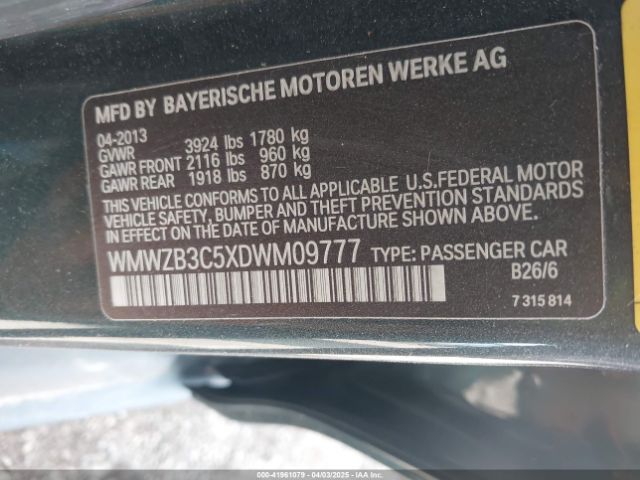 MFD BY BAYERISCHE MOTOREN WERKE AG
04-2013
GVWR 3924 lbs 1780 kg
GAWR FRONT 2116 lbs 960 kg
GAWR REAR 1918 lbs 870 kg
THIS VEHICLE CONFORMS TO ALL APPLICABLE U.S.FEDERAL MOTOR
VEHICLE SAFETY, BUMPER AND THEFT PREVENTION STANDARDS
IN EFFECT ON THE DATE OF MANUFACTURE SHOWN ABOVE.
WMWZB3C5XDWM09777 TYPE: PASSENGER CAR
B26/6
7 315 814
000-41961079 04/03/2025 - IAAI.COM